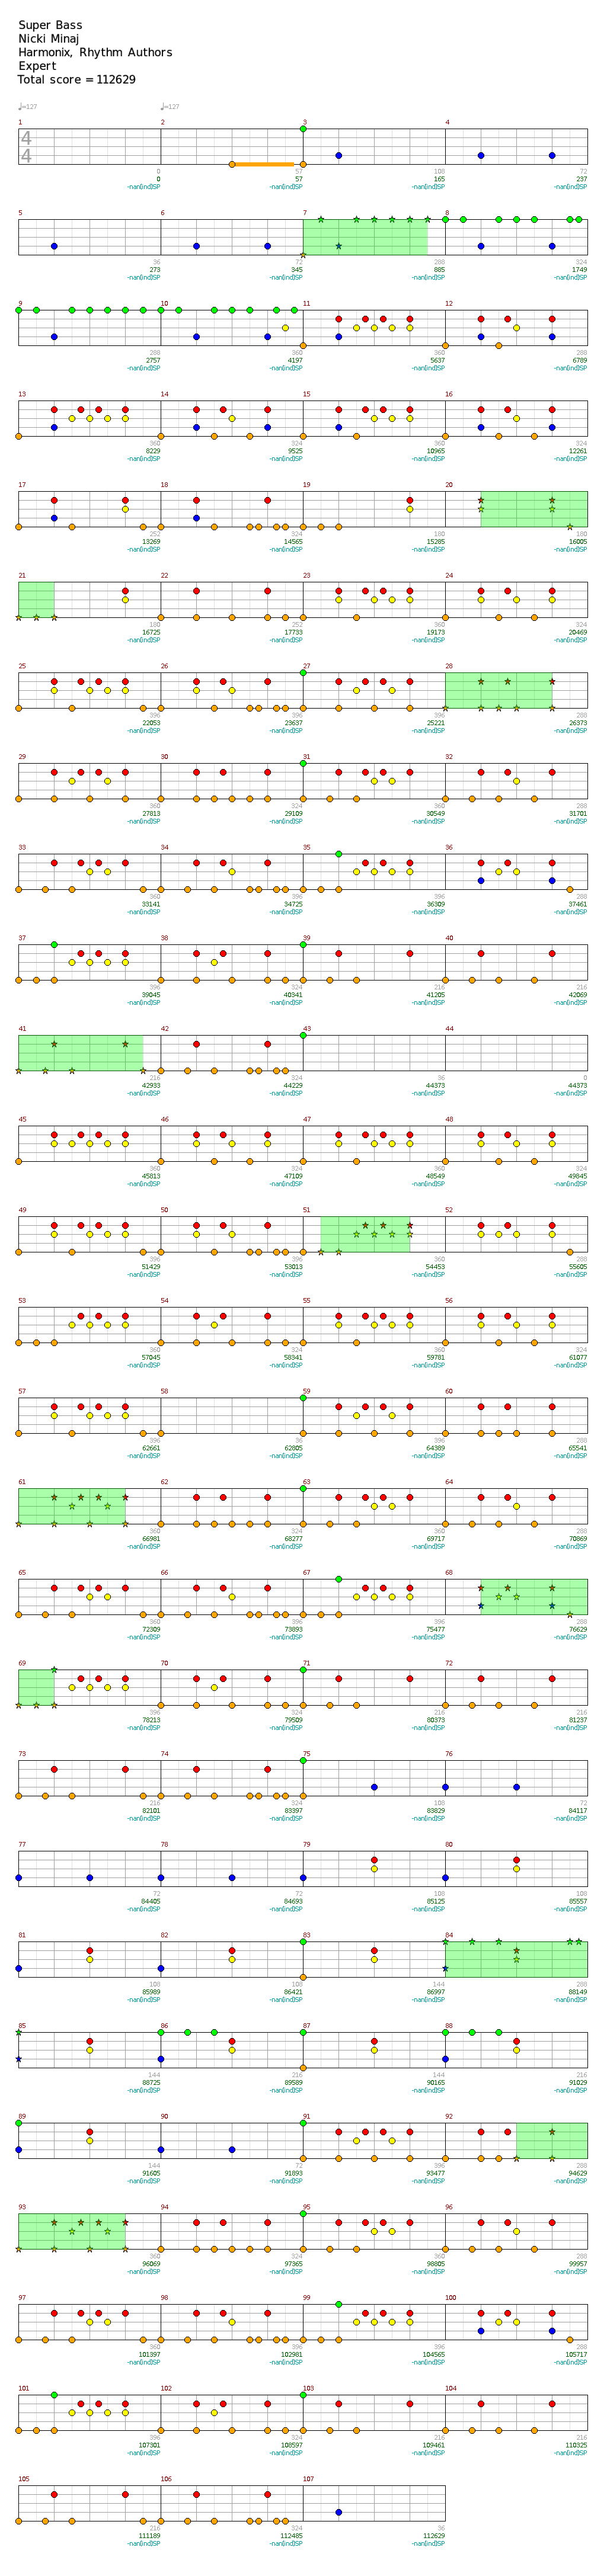 Super Bass
Nicki Minaj
Harmonix, Rhythm Authors
Expert
Total score = 112629
♩=127 ♩=127
1 2 3 4
4
4
0 57 108 72
0 57 165 237
-nan(ind)SP -nan(ind)SP -nan(ind)SP -nan(ind)SP
5 6 7 8
36 72 288 324
273 345 885 1749
-nan(ind)SP -nan(ind)SP -nan(ind)SP -nan(ind)SP
9 10 11 12
288 360 360 288
2757 4197 5637 6789
-nan(ind)SP -nan(ind)SP -nan(ind)SP -nan(ind)SP
13 14 15 16
360 324 360 324
8229 9525 10965 12261
-nan(ind)SP -nan(ind)SP -nan(ind)SP -nan(ind)SP
17 18 19 20
252 324 180 180
13269 14565 15285 16005
-nan(ind)SP -nan(ind)SP -nan(ind)SP -nan(ind)SP
21 22 23 24
180 252 360 324
16725 17733 19173 20469
-nan(ind)SP -nan(ind)SP -nan(ind)SP -nan(ind)SP
25 26 27 28
396 396 396 288
22053 23637 25221 26373
-nan(ind)SP -nan(ind)SP -nan(ind)SP -nan(ind)SP
29 30 31 32
360 324 360 288
27813 29109 30549 31701
-nan(ind)SP -nan(ind)SP -nan(ind)SP -nan(ind)SP
33 34 35 36
360 396 396 288
33141 34725 36309 37461
-nan(ind)SP -nan(ind)SP -nan(ind)SP -nan(ind)SP
37 38 39 40
396 324 216 216
39045 40341 41205 42069
-nan(ind)SP -nan(ind)SP -nan(ind)SP -nan(ind)SP
41 42 43 44
216 324 36 0
42933 44229 44373 44373
-nan(ind)SP -nan(ind)SP -nan(ind)SP -nan(ind)SP
45 46 47 48
360 324 360 324
45813 47109 48549 49845
-nan(ind)SP -nan(ind)SP -nan(ind)SP -nan(ind)SP
49 50 51 52
396 396 360 288
51429 53013 54453 55605
-nan(ind)SP -nan(ind)SP -nan(ind)SP -nan(ind)SP
53 54 55 56
360 324 360 324
57045 58341 59781 61077
-nan(ind)SP -nan(ind)SP -nan(ind)SP -nan(ind)SP
57 58 59 60
396 36 396 288
62661 62805 64389 65541
-nan(ind)SP -nan(ind)SP -nan(ind)SP -nan(ind)SP
61 62 63 64
360 324 360 288
66981 68277 69717 70869
-nan(ind)SP -nan(ind)SP -nan(ind)SP -nan(ind)SP
65 66 67 68
360 396 396 288
72309 73893 75477 76629
-nan(ind)SP -nan(ind)SP -nan(ind)SP -nan(ind)SP
69 70 71 72
396 324 216 216
78213 79509 80373 81237
-nan(ind)SP -nan(ind)SP -nan(ind)SP -nan(ind)SP
73 74 75 76
216 324 108 72
82101 83397 83829 84117
-nan(ind)SP -nan(ind)SP -nan(ind)SP -nan(ind)SP
77 78 79 80
72 72 108 108
84405 84693 85125 85557
-nan(ind)SP -nan(ind)SP -nan(ind)SP -nan(ind)SP
81 82 83 84
108 108 144 288
85989 86421 86997 88149
-nan(ind)SP -nan(ind)SP -nan(ind)SP -nan(ind)SP
85 86 87 88
144 216 144 216
88725 89589 90165 91029
-nan(ind)SP -nan(ind)SP -nan(ind)SP -nan(ind)SP
89 90 91 92
144 72 396 288
91605 91893 93477 94629
-nan(ind)SP -nan(ind)SP -nan(ind)SP -nan(ind)SP
93 94 95 96
360 324 360 288
96069 97365 98805 99957
-nan(ind)SP -nan(ind)SP -nan(ind)SP -nan(ind)SP
97 98 99 100
360 396 396 288
101397 102981 104565 105717
-nan(ind)SP -nan(ind)SP -nan(ind)SP -nan(ind)SP
101 102 103 104
396 324 216 216
107301 108597 109461 110325
-nan(ind)SP -nan(ind)SP -nan(ind)SP -nan(ind)SP
105 106 107
216 324 36
111189 112485 112629
-nan(ind)SP -nan(ind)SP -nan(ind)SP